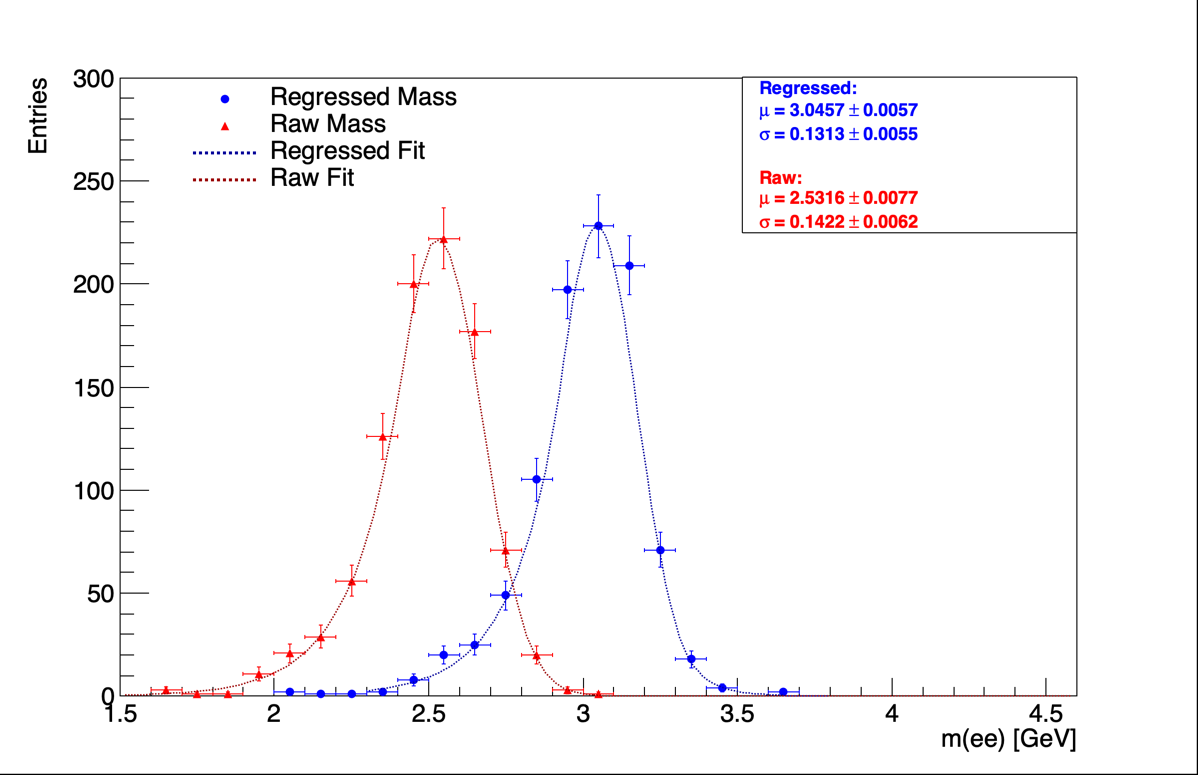 Entries
300
250
200
150
100
50
0
Regressed Mass
Raw Mass
Regressed Fit
Raw Fit
Regressed:
μ = 3.0457 ± 0.0057
σ = 0.1313 ± 0.0055
Raw:
μ = 2.5316 ± 0.0077
σ = 0.1422 ± 0.0062
1.5 2 2.5 3 3.5 4 4.5
m(ee) [GeV]